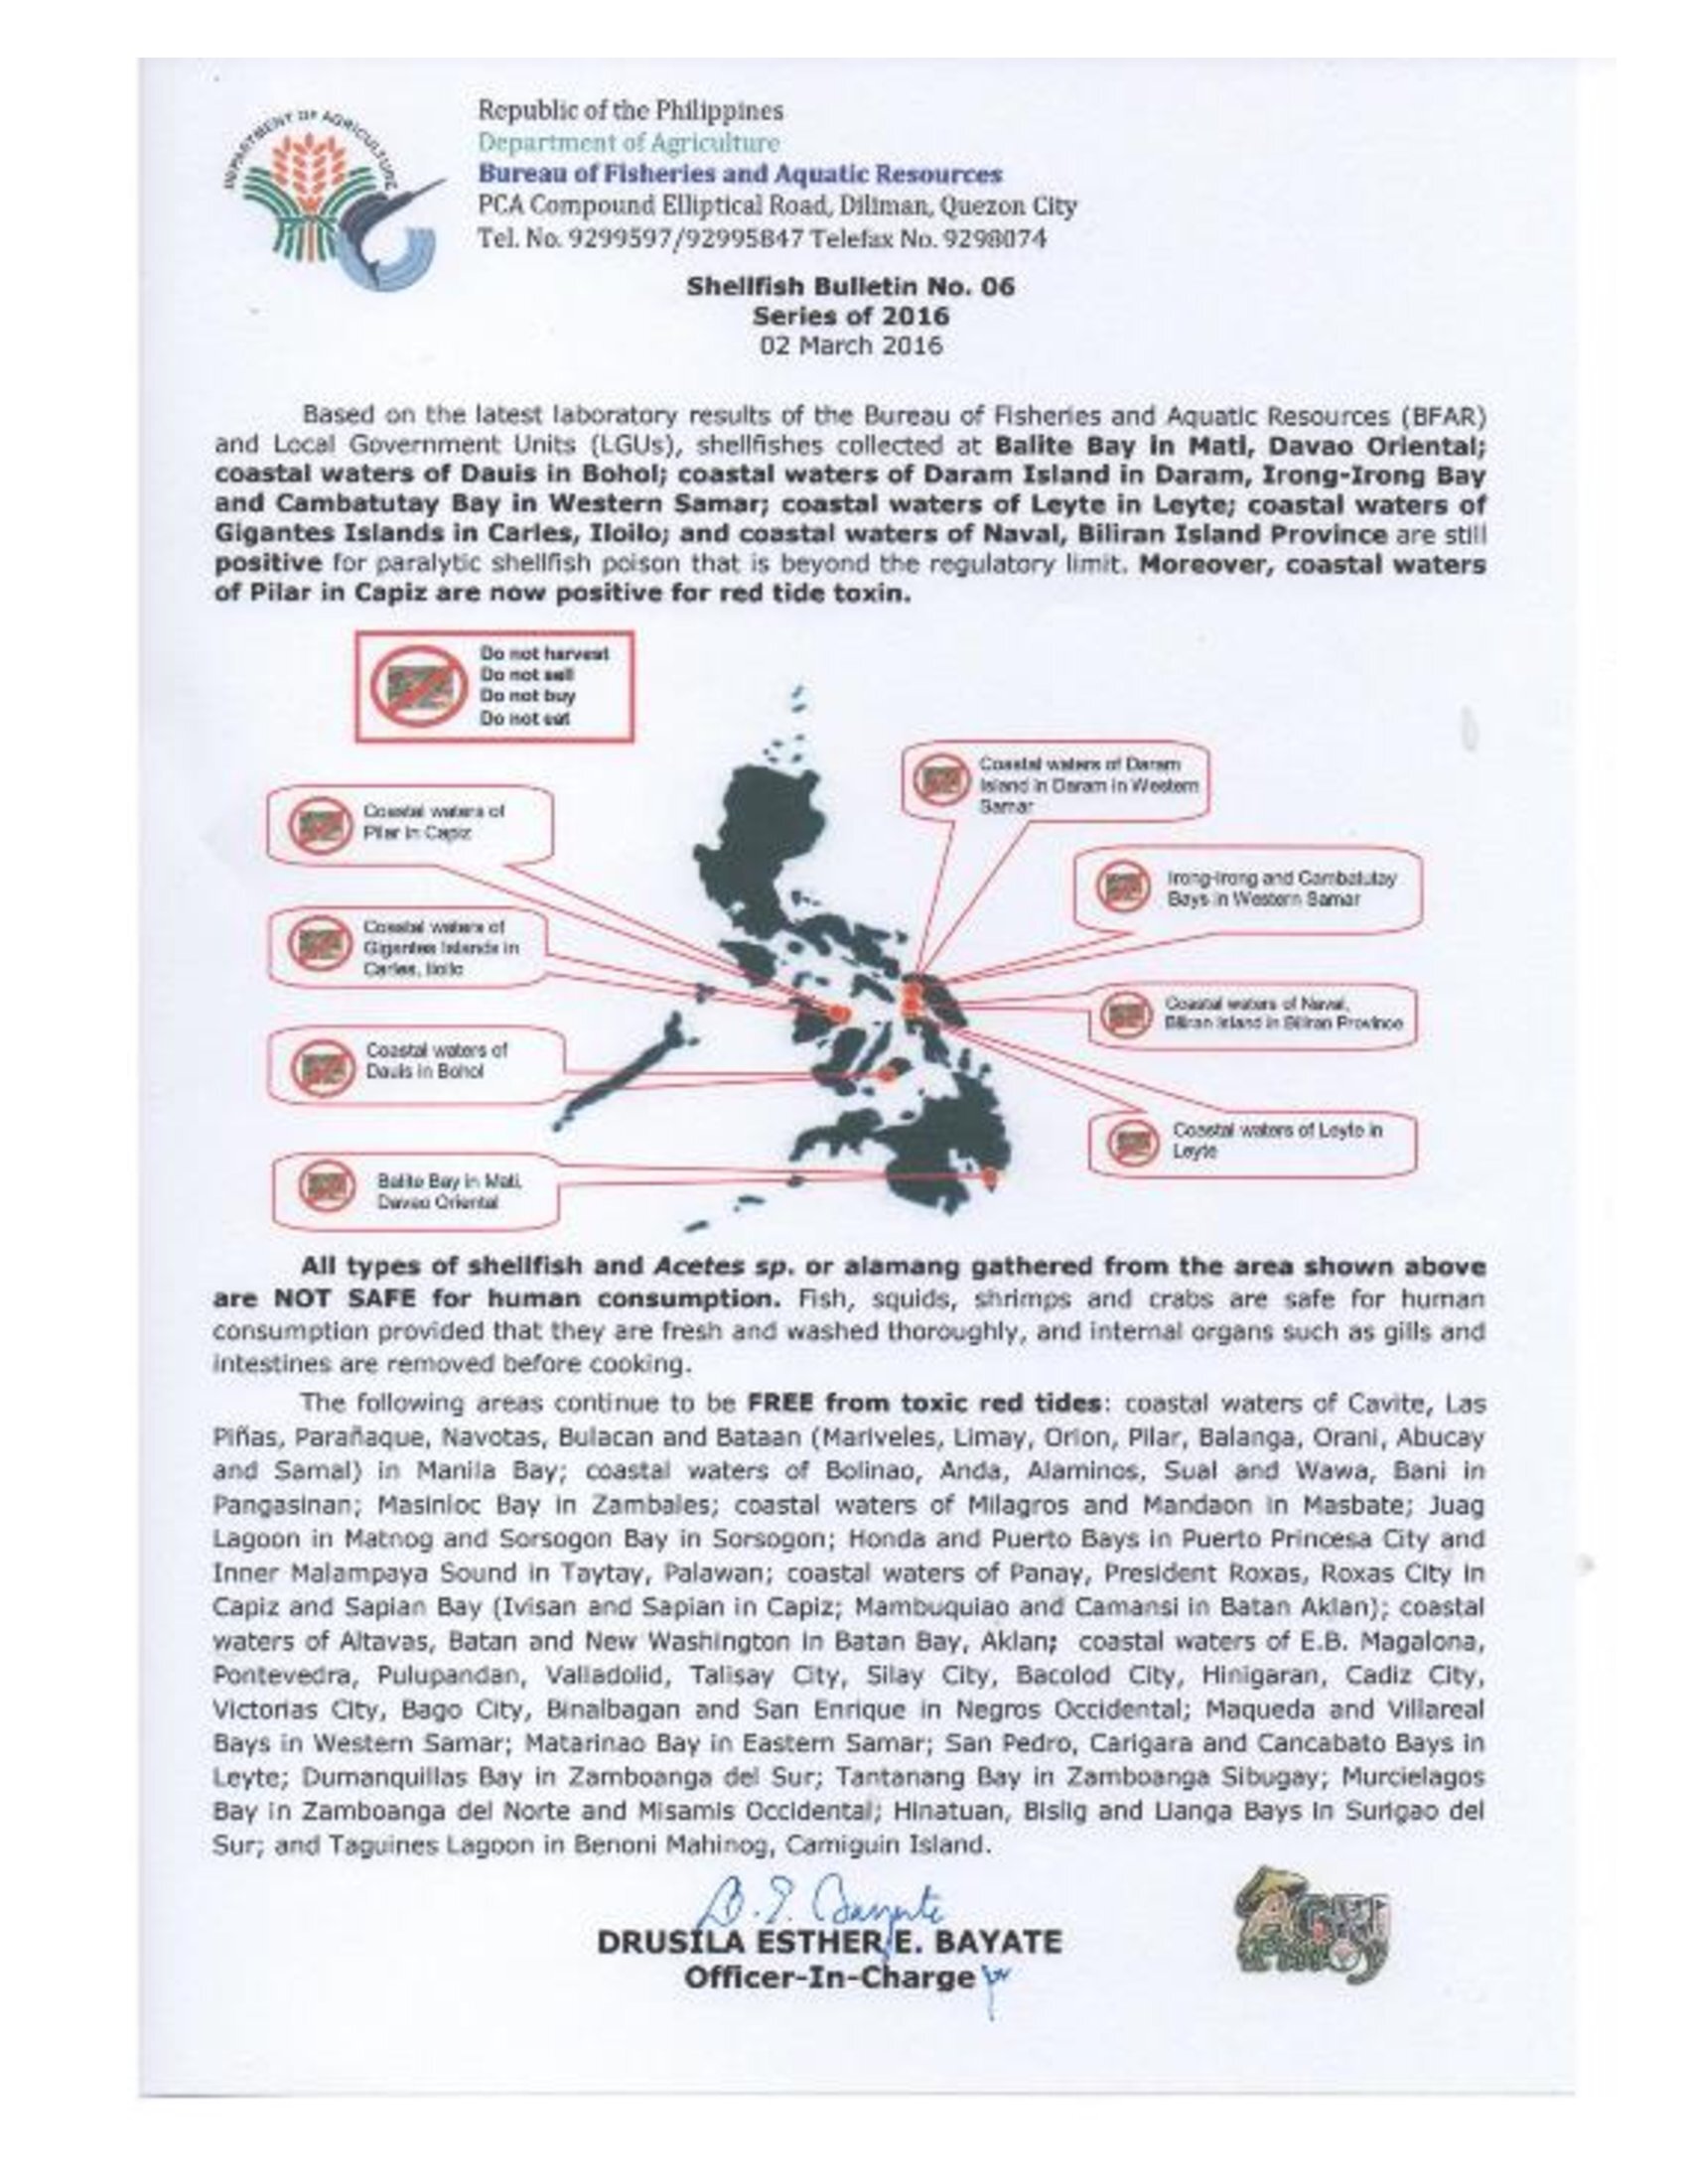 DEPARTMENT OF AGRICULTURE
Republic of the Philippines
Department of Agriculture
Bureau of Fisheries and Aquatic Resources
PCA Compound Elliptical Road, Diliman, Quezon City
Tel. No. 9299597/92995847 Telefax No. 9298074
Shellfish Bulletin No. 06
Series of 2016
02 March 2016
Based on the latest laboratory results of the Bureau of Fisheries and Aquatic Resources (BFAR)
and Local Government Units (LGUs), shellfishes collected at Balite Bay in Mati, Davao Oriental;
coastal waters of Dauis in Bohol; coastal waters of Daram Island in Daram, Irong-Irong Bay
and Cambatutay Bay in Western Samar; coastal waters of Leyte in Leyte; coastal waters of
Gigantes Islands in Carles, Iloilo; and coastal waters of Naval, Biliran Island Province are still
positive for paralytic shellfish poison that is beyond the regulatory limit. Moreover, coastal waters
of Pilar in Capiz are now positive for red tide toxin.
Do not harvest
Do not sell
Do not buy
Do not eat
Coastal waters of Daram
Island in Daram in Western
Samar
Coastal waters of
Pilar in Capiz
Irong-Irong and Cambatutay
Bays in Western Samar
Coastal waters of
Gigantes Islands in
Carles, Iloilo
Coastal waters of Naval,
Biliran Island in Biliran Province
Coastal waters of
Dauis in Bohol
Coastal waters of Leyte in
Leyte
Balite Bay in Mati,
Davao Oriental
All types of shellfish and Acetes sp. or alamang gathered from the area shown above
are NOT SAFE for human consumption. Fish, squids, shrimps and crabs are safe for human
consumption provided that they are fresh and washed thoroughly, and internal organs such as gills and
intestines are removed before cooking.
The following areas continue to be FREE from toxic red tides: coastal waters of Cavite, Las
Piñas, Parañaque, Navotas, Bulacan and Bataan (Mariveles, Limay, Orion, Pilar, Balanga, Orani, Abucay
and Samal) in Manila Bay; coastal waters of Bolinao, Anda, Alaminos, Sual and Wawa, Bani in
Pangasinan; Masinloc Bay in Zambales; coastal waters of Milagros and Mandaon in Masbate; Juag
Lagoon in Matnog and Sorsogon Bay in Sorsogon; Honda and Puerto Bays in Puerto Princesa City and
Inner Malampaya Sound in Taytay, Palawan; coastal waters of Panay, President Roxas, Roxas City in
Capiz and Sapian Bay (Ivisan and Sapian in Capiz; Mambuquiao and Camansi in Batan Aklan); coastal
waters of Altavas, Batan and New Washington in Batan Bay, Aklan; coastal waters of E.B. Magalona,
Pontevedra, Pulupandan, Valladolid, Talisay City, Silay City, Bacolod City, Hinigaran, Cadiz City,
Victorias City, Bago City, Binalbagan and San Enrique in Negros Occidental; Maqueda and Villareal
Bays in Western Samar; Matarinao Bay in Eastern Samar; San Pedro, Carigara and Cancabato Bays in
Leyte; Dumanquillas Bay in Zamboanga del Sur; Tantanang Bay in Zamboanga Sibugay; Murcielagos
Bay in Zamboanga del Norte and Misamis Occidental; Hinatuan, Bislig and Lianga Bays in Surigao del
Sur; and Taguines Lagoon in Benoni Mahinog, Camiguin Island.
D. E. Bayate
DRUSILA ESTHER E. BAYATE
Officer-In-Charge
AGRI